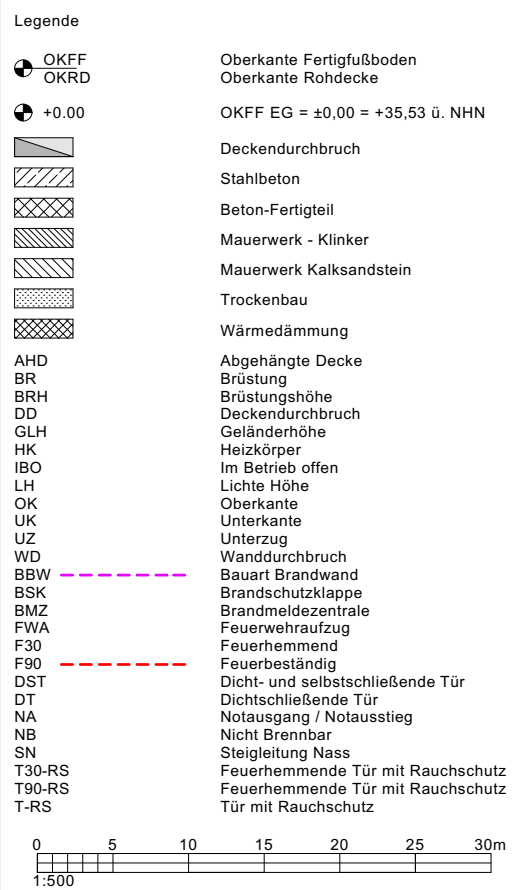 Legende
OKFF Oberkante Fertigfußboden
OKRD Oberkante Rohdecke
+0.00 OKFF EG = ±0,00 = +35,53 ü. NHN
Deckendurchbruch
Stahlbeton
Beton-Fertigteil
Mauerwerk - Klinker
Mauerwerk Kalksandstein
Trockenbau
Wärmedämmung
AHD Abgehängte Decke
BR Brüstung
BRH Brüstungshöhe
DD Deckendurchbruch
GLH Geländerhöhe
HK Heizkörper
IBO Im Betrieb offen
LH Lichte Höhe
OK Oberkante
UK Unterkante
UZ Unterzug
WD Wanddurchbruch
BBW Bauart Brandwand
BSK Brandschutzklappe
BMZ Brandmeldezentrale
FWA Feuerwehraufzug
F30 Feuerhemmend
F90 Feuerbeständig
DST Dicht- und selbstschließende Tür
DT Dichtschließende Tür
NA Notausgang / Notausstieg
NB Nicht Brennbar
SN Steigleitung Nass
T30-RS Feuerhemmende Tür mit Rauchschutz
T90-RS Feuerhemmende Tür mit Rauchschutz
T-RS Tür mit Rauchschutz
0 5 10 15 20 25 30m
1:500